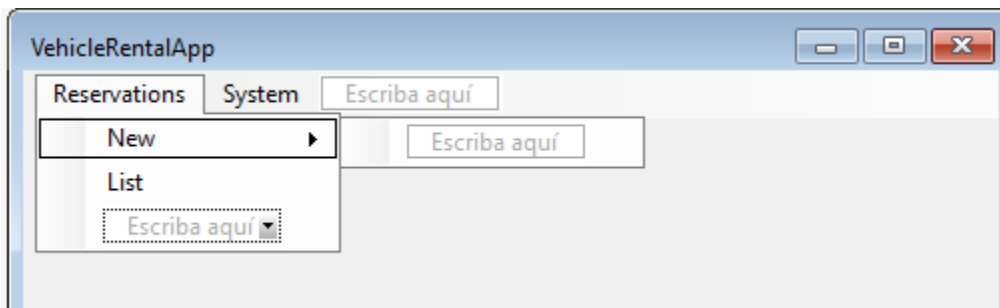 VehicleRentalApp
Reservations System Escriba aquí
New Escriba aquí
List
Escriba aquí